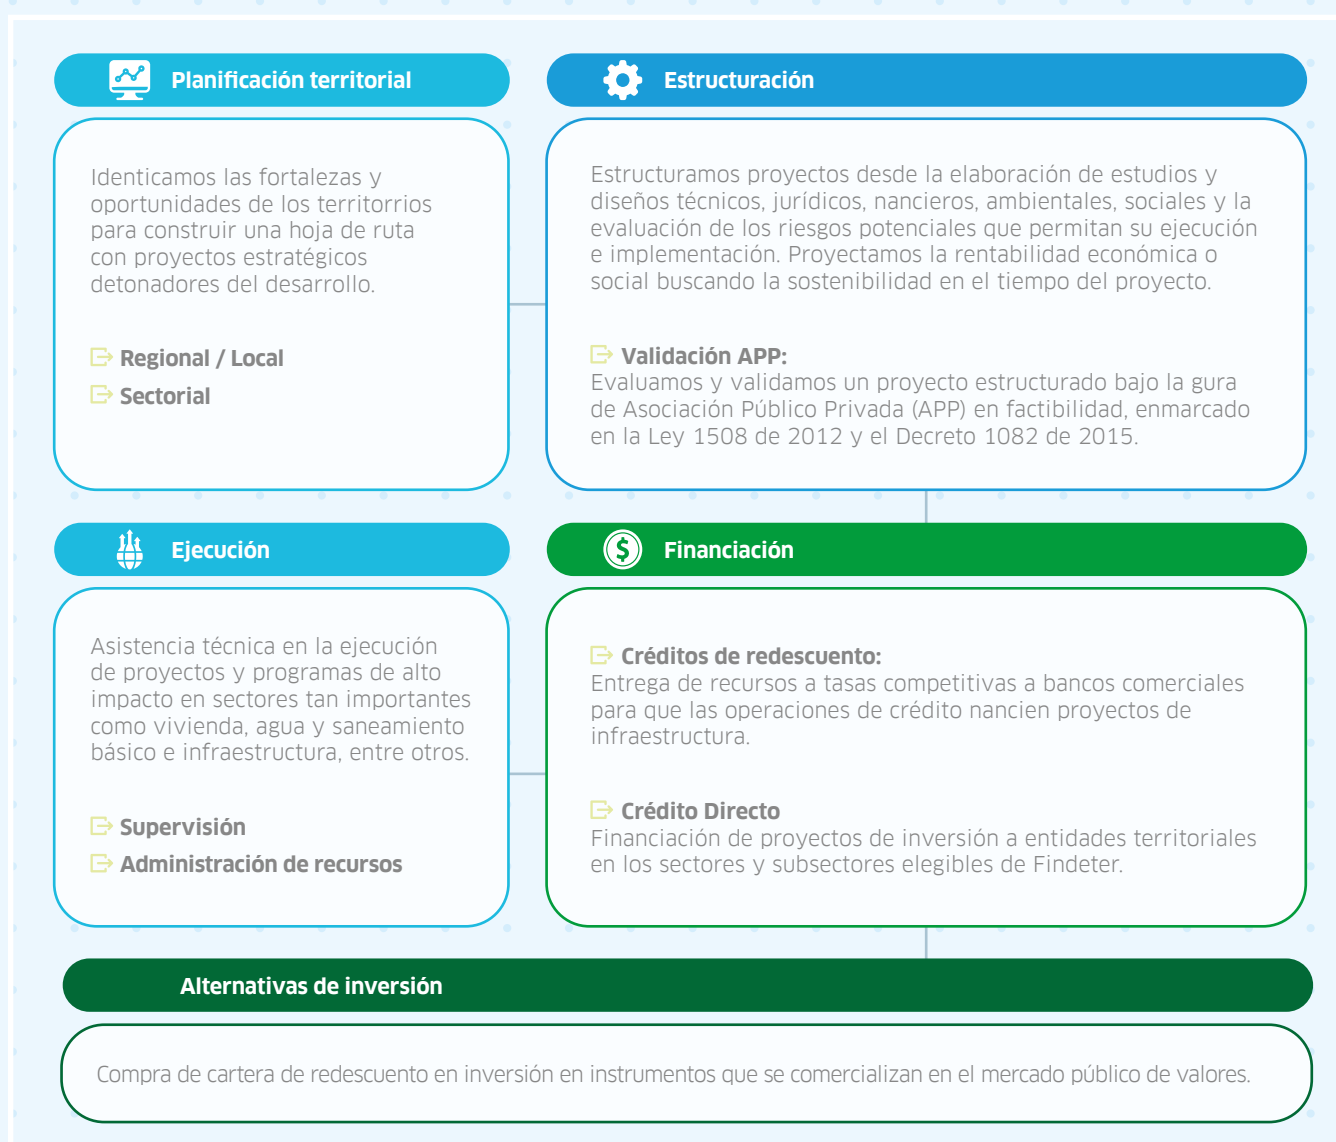 Planificación territorial
Identicamos las fortalezas y
oportunidades de los territorrios
para construir una hoja de ruta
con proyectos estratégicos
detonadores del desarrollo.
Regional / Local
Sectorial
Estructuración
Estructuramos proyectos desde la elaboración de estudios y
diseños técnicos, jurídicos, nancieros, ambientales, sociales y la
evaluación de los riesgos potenciales que permitan su ejecución
e implementación. Proyectamos la rentabilidad económica o
social buscando la sostenibilidad en el tiempo del proyecto.
Validación APP:
Evaluamos y validamos un proyecto estructurado bajo la gura
de Asociación Público Privada (APP) en factibilidad, enmarcado
en la Ley 1508 de 2012 y el Decreto 1082 de 2015.
Ejecución
Asistencia técnica en la ejecución
de proyectos y programas de alto
impacto en sectores tan importantes
como vivienda, agua y saneamiento
básico e infraestructura, entre otros.
Supervisión
Administración de recursos
Financiación
Créditos de redescuento:
Entrega de recursos a tasas competitivas a bancos comerciales
para que las operaciones de crédito nancien proyectos de
infraestructura.
Crédito Directo
Financiación de proyectos de inversión a entidades territoriales
en los sectores y subsectores elegibles de Findeter.
Alternativas de inversión
Compra de cartera de redescuento en inversión en instrumentos que se comercializan en el mercado público de valores.